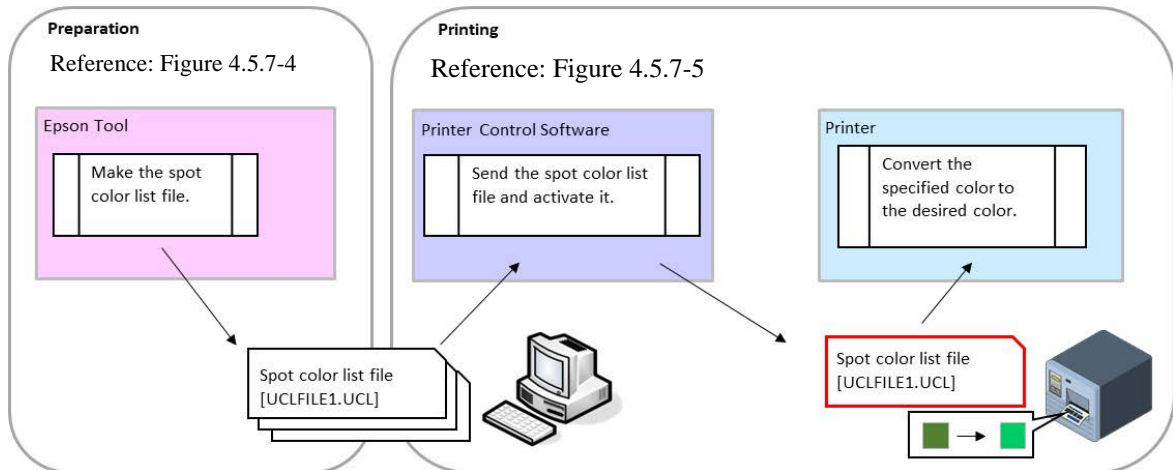 Preparation
Reference: Figure 4.5.7-4
Epson Tool
Make the spot
color list file.
Spot color list file
[UCLFILE1.UCL]
Printing
Reference: Figure 4.5.7-5
Printer Control Software
Send the spot color list
file and activate it.
Printer
Convert the
specified color to
the desired color.
Spot color list file
[UCLFILE1.UCL]